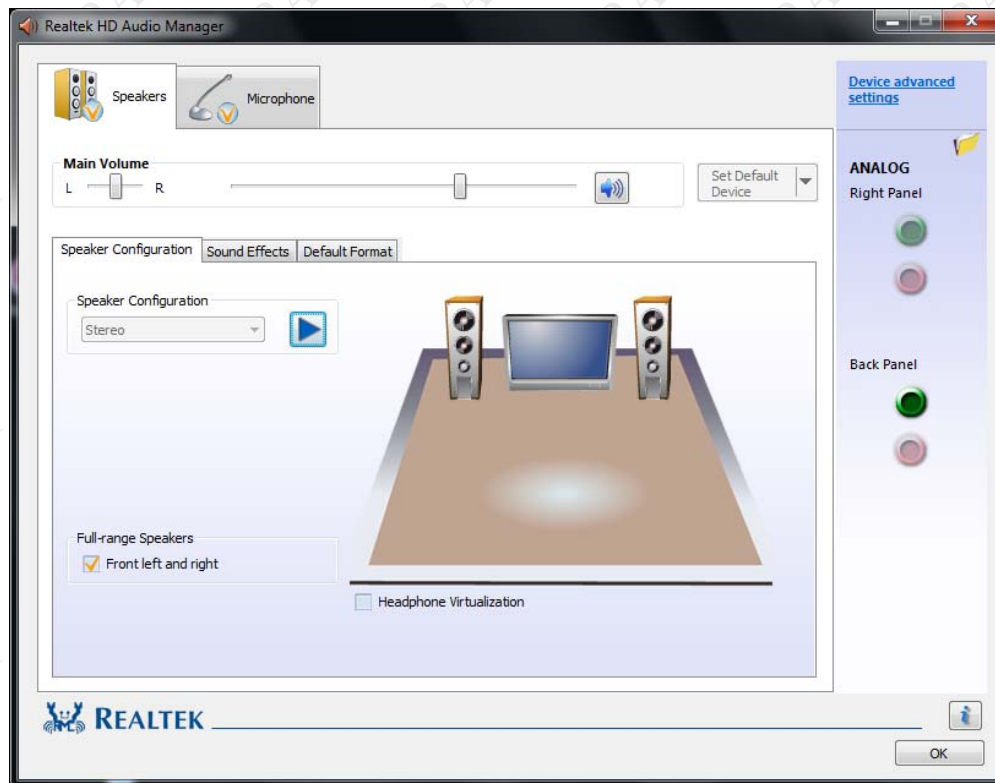 Realtek HD Audio Manager
Speakers
Microphone
Device advanced
settings
Main Volume
L
R
Set Default
Device
ANALOG
Right Panel
Speaker Configuration
Sound Effects
Default Format
Speaker Configuration
Stereo
Back Panel
Full-range Speakers
Front left and right
Headphone Virtualization
REALTEK
i
OK